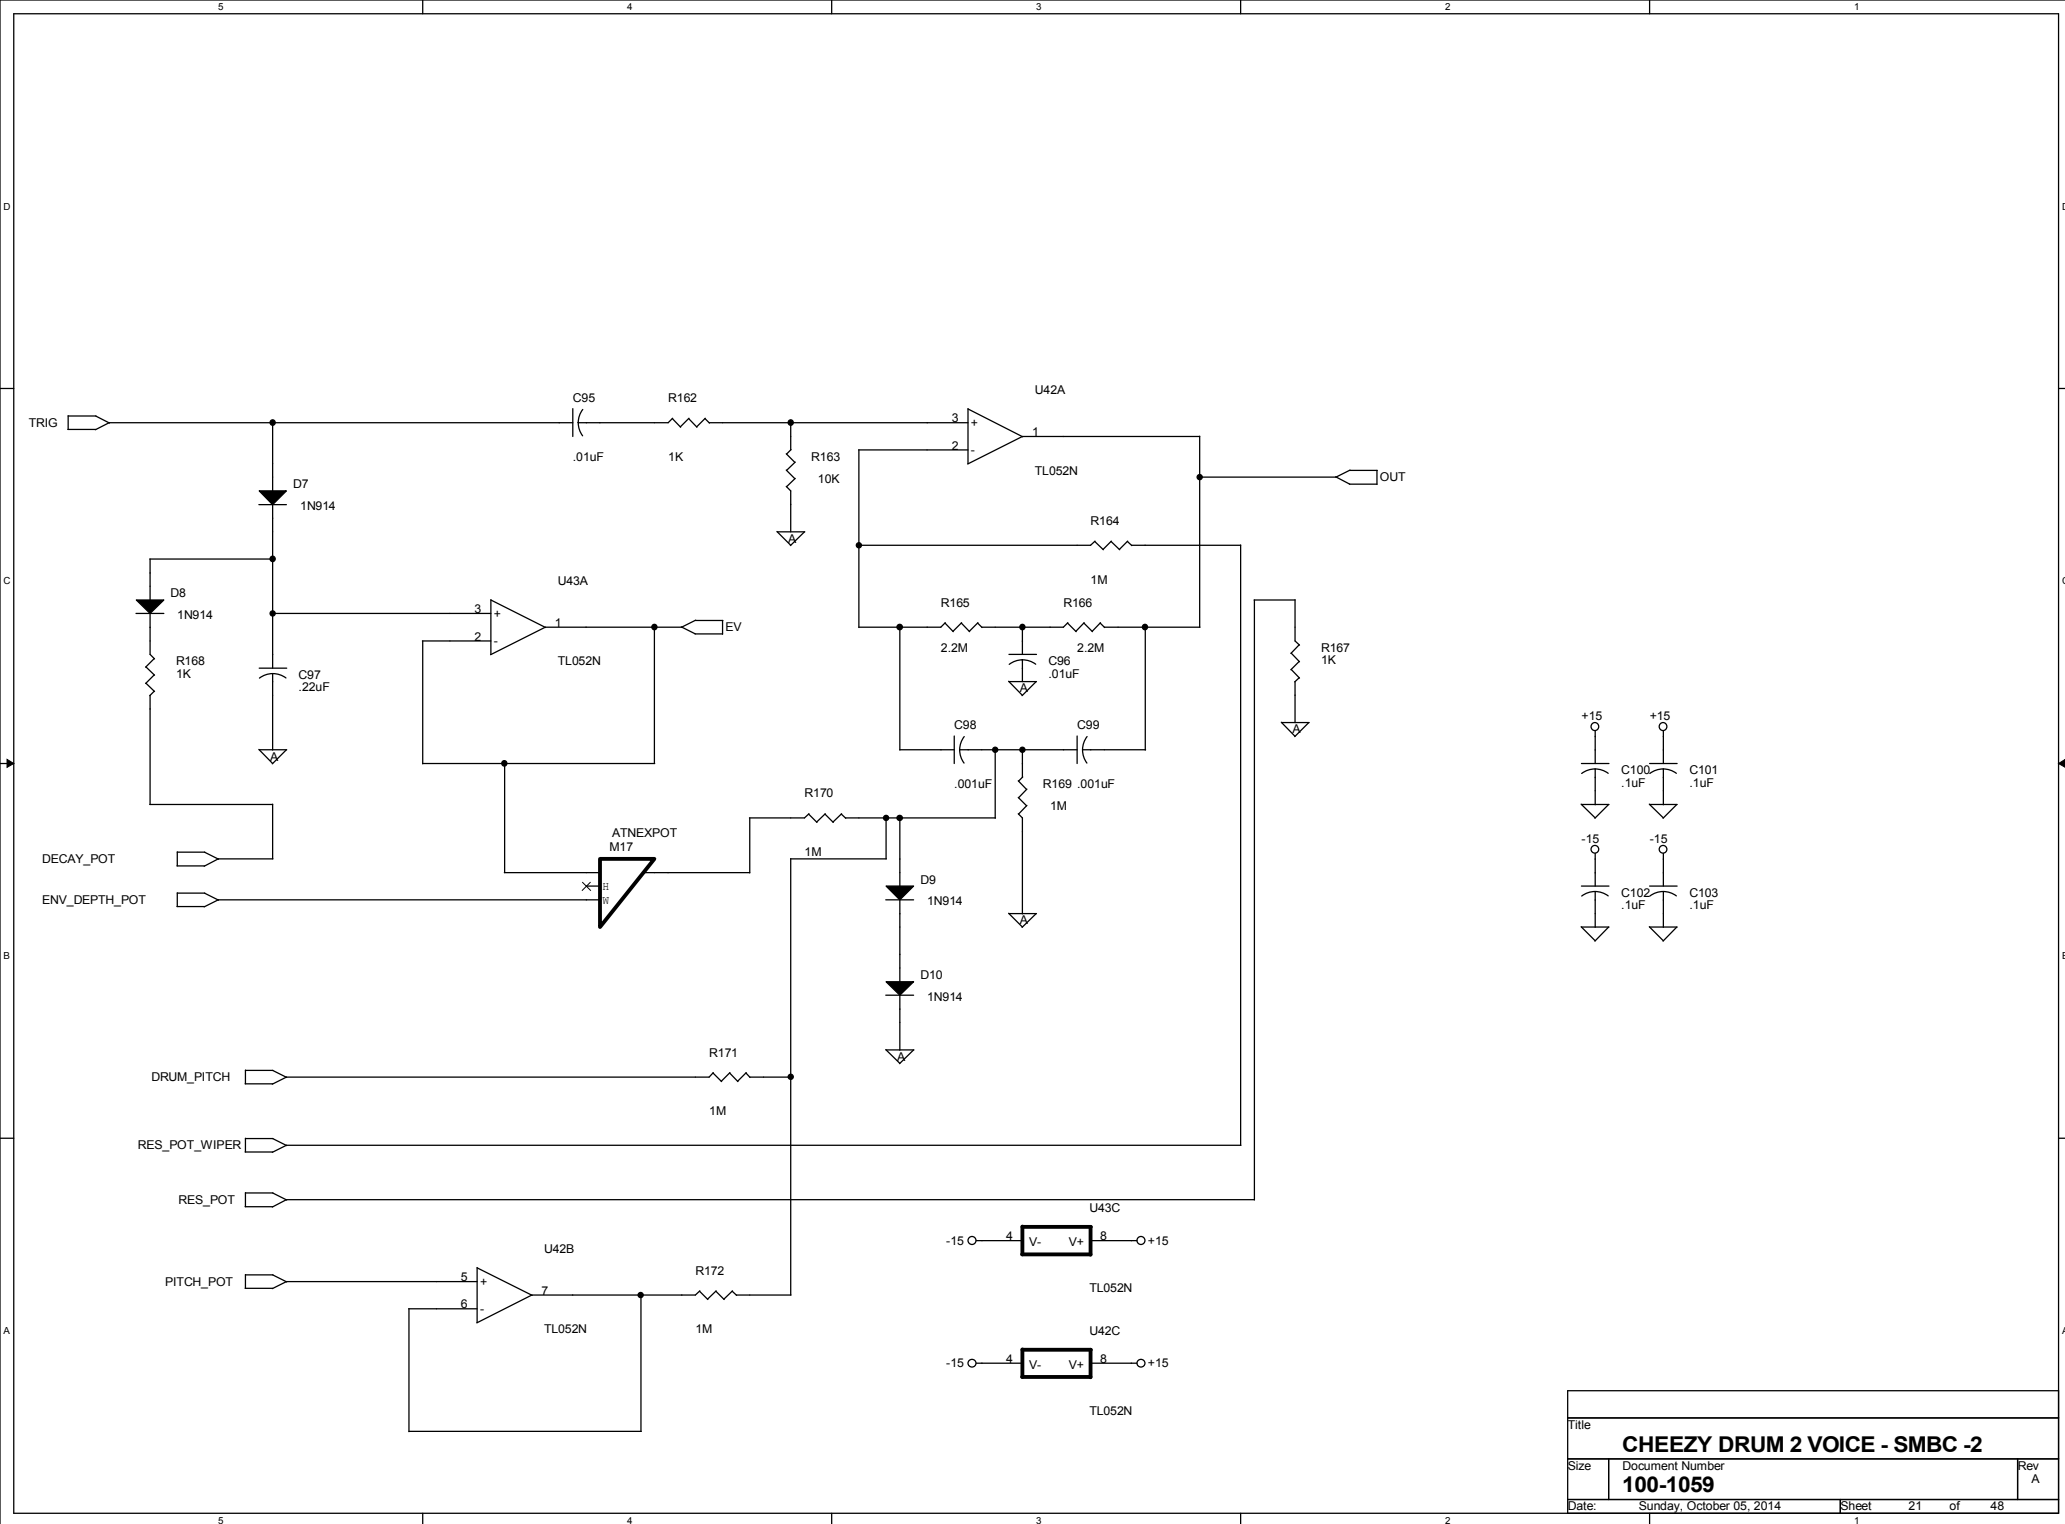 5 4 3 2 1
D
D
C95 R162 U42A
TRIG
3 + 1
.01uF 1K 2 -
R163
10K
TL052N
OUT
D7
1N914
A
R164
1M
C
C
D8
1N914
U43A
3 + 1
2 -
TL052N
EV
R165 R166
2.2M 2.2M
C96
.01uF
A
R167
1K
A
R168
1K
C97
.22uF
A
C98 C99
.001uF R169 .001uF
1M
A
R170
1M
+15 +15
C100 C101
.1uF .1uF
-15 -15
C102 C103
.1uF .1uF
ATNEXPOT
M17
H
W
DECAY_POT
ENV_DEPTH_POT
D9
1N914
B
D10
1N914
A
R171
DRUM_PITCH
1M
RES_POT_WIPER
RES_POT
U43C
-15 4 V- V+ 8 +15
TL052N
U42B
PITCH_POT
5 + 7
6 -
TL052N
R172
1M
U42C
-15 4 V- V+ 8 +15
TL052N
A
A
Title
CHEEZY DRUM 2 VOICE - SMBC -2
Size Document Number Rev
100-1059 A
Date: Sunday, October 05, 2014 Sheet 21 of 48
5 4 3 2 1